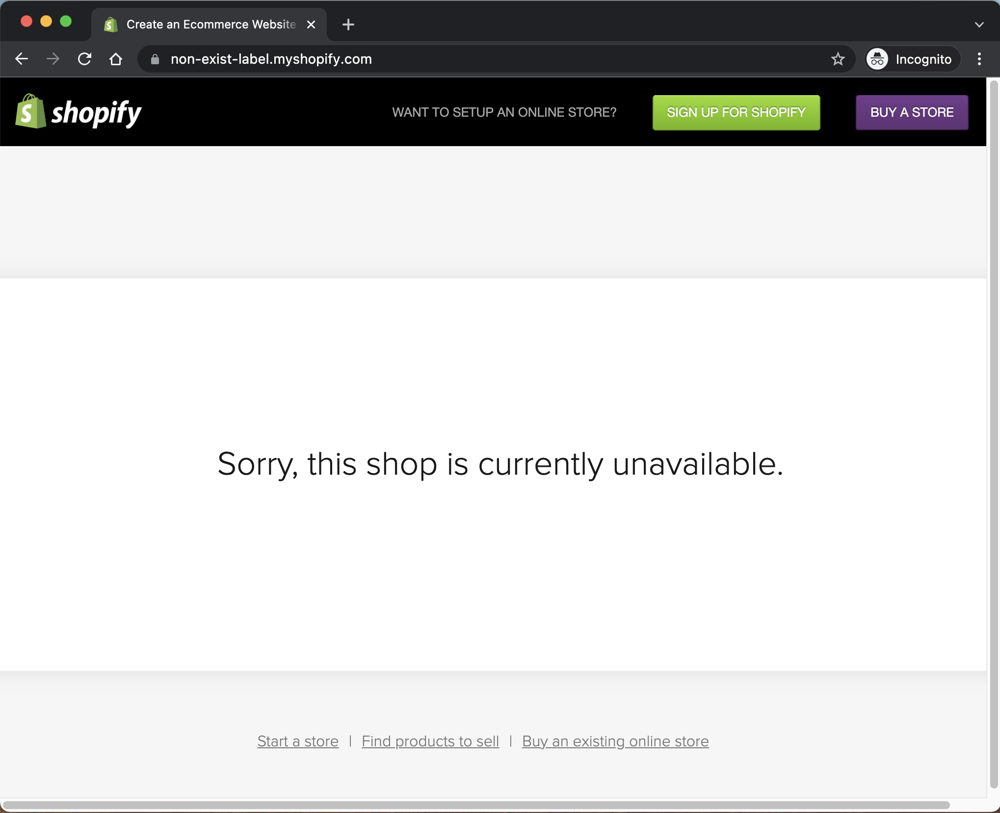 Create an Ecommerce Website
non-exist-label.myshopify.com
Incognito
shopify
WANT TO SETUP AN ONLINE STORE?
SIGN UP FOR SHOPIFY
BUY A STORE
Sorry, this shop is currently unavailable.
Start a store | Find products to sell | Buy an existing online store